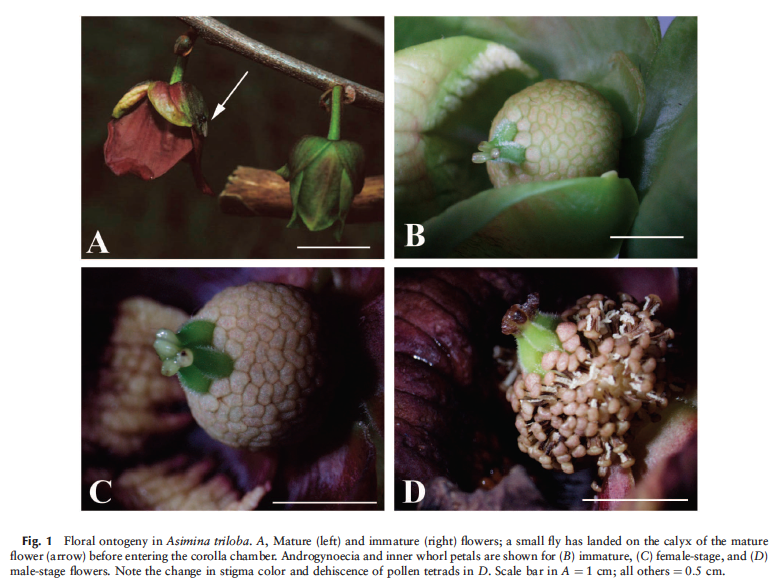 A
B
C
D
Fig. 1 Floral ontogeny in Asimina triloba. A, Mature (left) and immature (right) flowers; a small fly has landed on the calyx of the mature
flower (arrow) before entering the corolla chamber. Androgynoecia and inner whorl petals are shown for (B) immature, (C) female-stage, and (D)
male-stage flowers. Note the change in stigma color and dehiscence of pollen tetrads in D. Scale bar in A = 1 cm; all others = 0.5 cm.